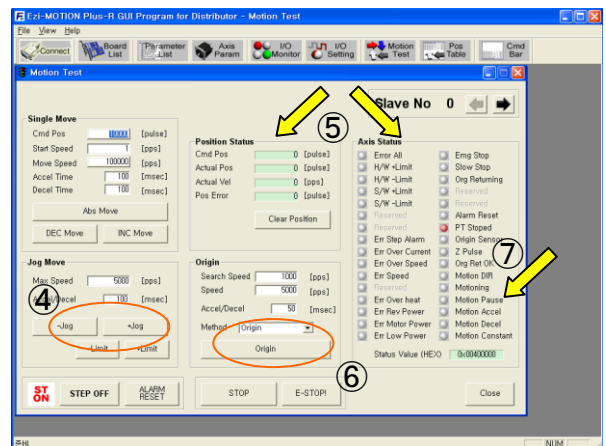 Ezi-MOTION Plus-R GUI Program for Distributor - Motion Test
File View Help
Connect Board List Parameter List Axis Param I/O Monitor I/O Setting Motion Test Pos Table Cmd Bar
Motion Test
Slave No 0
Single Move
Cmd Pos 10000 [pulse]
Start Speed 1 [pps]
Move Speed 100000 [pps]
Accel Time 100 [msec]
Decel Time 100 [msec]
Abs Move
DEC Move INC Move
Position Status
Cmd Pos 0 [pulse]
Actual Pos 0 [pulse]
Actual Vel 0 [pps]
Pos Error 0 [pulse]
Clear Position
⑤
Jog Move
Max Speed 5000 [pps]
Accel/Decel 100 [msec]
-Jog +Jog
-Limit +Limit
④
Origin
Search Speed 1000 [pps]
Speed 5000 [pps]
Accel/Decel 50 [msec]
Method Origin
Origin
⑥
Axis Status
Error All Emg Stop
H/W +Limit Slow Stop
H/W -Limit Org Returning
S/W +Limit Reserved
S/W -Limit Alarm Reset
Reserved PT Stoped
Reserved Origin Sensor
Err Step Alarm Z Pulse
Err Over Current Org Ret OK
Err Over Speed Motion DIR
Err Speed Motioning
Reserved Motion Pause
Err Over heat Motion Accel
Err Rev Power Motion Decel
Err Motor Power Motion Constant
Err Low Power
Status Value (HEX) 0x00400000
⑦
ST ON STEP OFF ALARM RESET STOP E-STOP! Close
준비 NUM